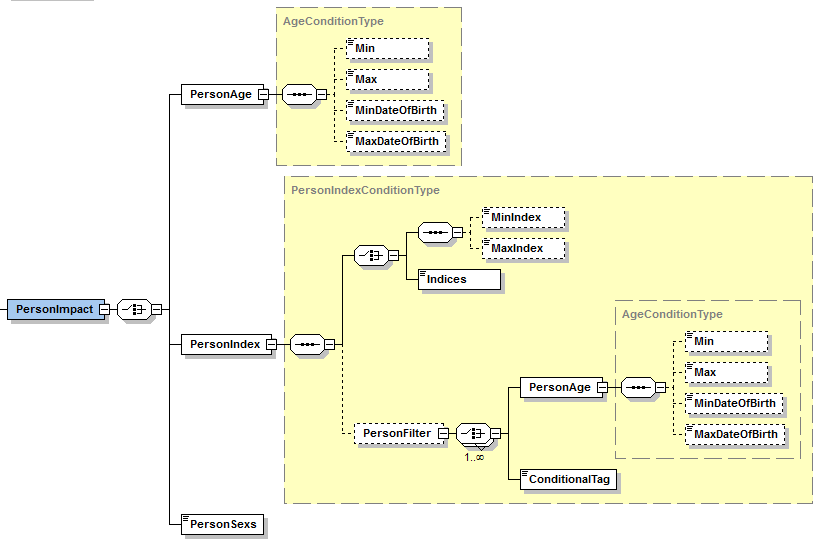 AgeConditionType
Min
Max
MinDateOfBirth
MaxDateOfBirth
PersonAge
PersonIndexConditionType
MinIndex
MaxIndex
Indices
PersonImpact
PersonIndex
AgeConditionType
Min
Max
MinDateOfBirth
MaxDateOfBirth
PersonAge
PersonFilter
1..∞
ConditionalTag
PersonSexs